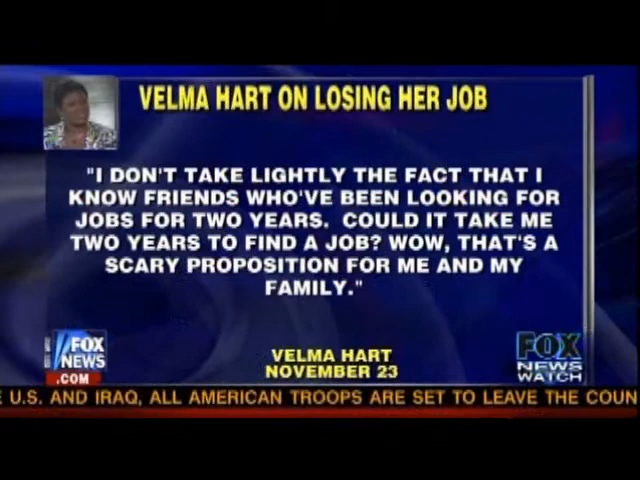 VELMA HART ON LOSING HER JOB
"I DON'T TAKE LIGHTLY THE FACT THAT I
KNOW FRIENDS WHO'VE BEEN LOOKING FOR
JOBS FOR TWO YEARS. COULD IT TAKE ME
TWO YEARS TO FIND A JOB? WOW, THAT'S A
SCARY PROPOSITION FOR ME AND MY
FAMILY."
VELMA HART
NOVEMBER 23
FOX
NEWS
.COM
FOX
NEWS
WATCH
E U.S. AND IRAQ, ALL AMERICAN TROOPS ARE SET TO LEAVE THE COUN